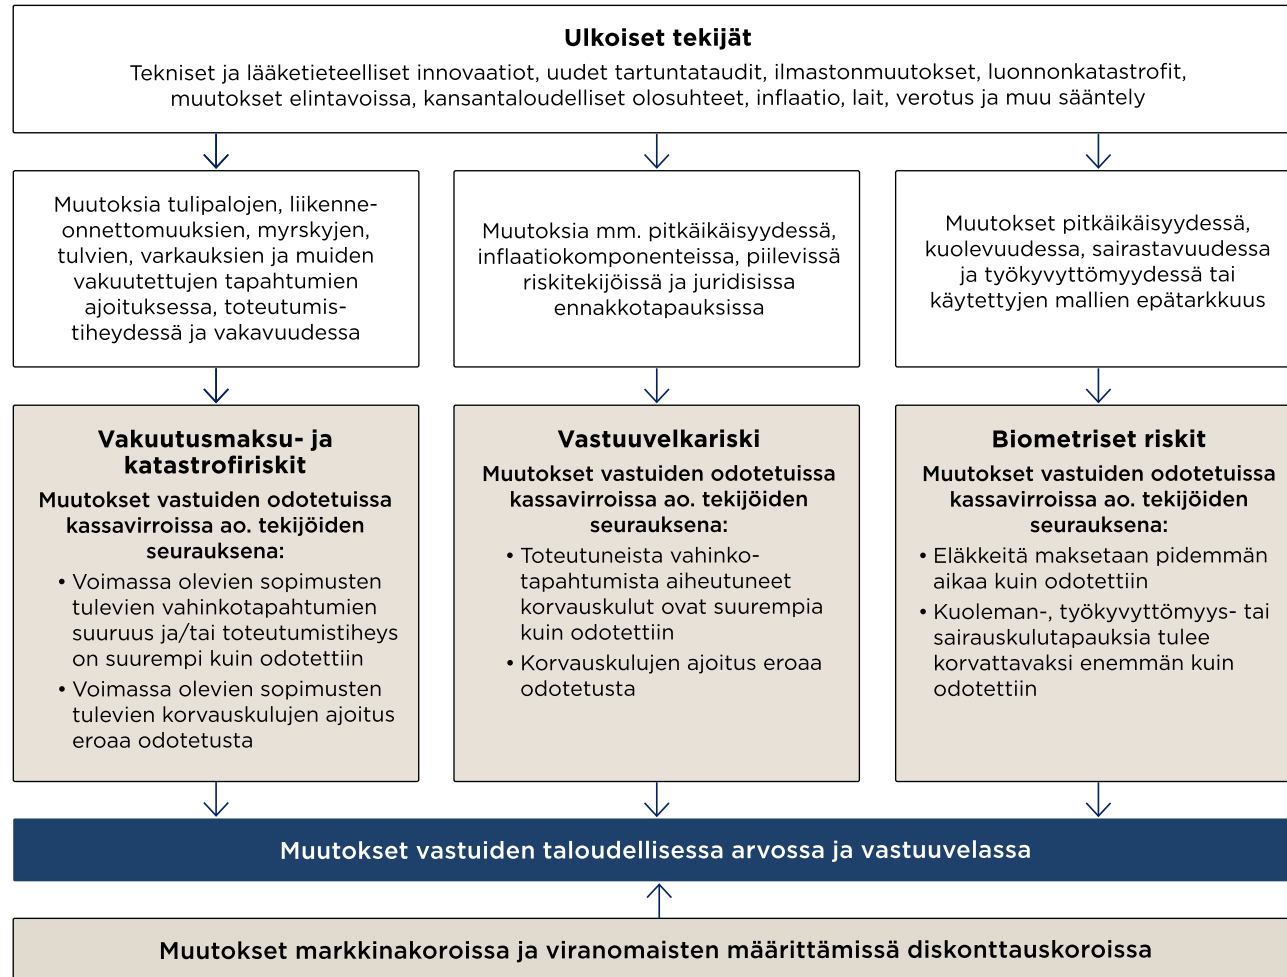 Ulkoiset tekijät
Tekniset ja lääketieteelliset innovaatiot, uudet tartuntataudit, ilmastonmuutokset, luonnonkatastrofit,
muutokset elintavoissa, kansantaloudelliset olosuhteet, inflaatio, lait, verotus ja muu sääntely
Muutoksia tulipalojen, liikenne-
onnettomuuksien, myrskyjen,
tulvien, varkauksien ja muiden
vakuutettujen tapahtumien
ajoituksessa, toteutumis-
tiheydessä ja vakavuudessa
Muutoksia mm. pitkäikäisyydessä,
inflaatiokomponenteissa, piilevissä
riskitekijöissä ja juridisissa
ennakkotapauksissa
Muutokset pitkäikäisyydessä,
kuolevuudessa, sairastavuudessa
ja työkyvyttömyydessä tai
käytettyjen mallien epätarkkuus
Vakuutusmaksu- ja
katastrofiriskit
Muutokset vastuiden odotetuissa
kassavirroissa ao. tekijöiden
seurauksena:
• Voimassa olevien sopimusten
tulevien vahinkotapahtumien
suuruus ja/tai toteutumistiheys
on suurempi kuin odotettiin
• Voimassa olevien sopimusten
tulevien korvauskulujen ajoitus
eroaa odotetusta
Vastuuvelkariski
Muutokset vastuiden odotetuissa
kassavirroissa ao. tekijöiden
seurauksena:
• Toteutuneista vahinko-
tapahtumista aiheutuneet
korvauskulut ovat suurempia
kuin odotettiin
• Korvauskulujen ajoitus eroaa
odotetusta
Biometriset riskit
Muutokset vastuiden odotetuissa
kassavirroissa ao. tekijöiden
seurauksena:
• Eläkkeitä maksetaan pidemmän
aikaa kuin odotettiin
• Kuoleman-, työkyvyttömyys- tai
sairauskulutapauksia tulee
korvattavaksi enemmän kuin
odotettiin
Muutokset vastuiden taloudellisessa arvossa ja vastuuvelassa
Muutokset markkinakoroissa ja viranomaisten määrittämissä diskonttauskoroissa